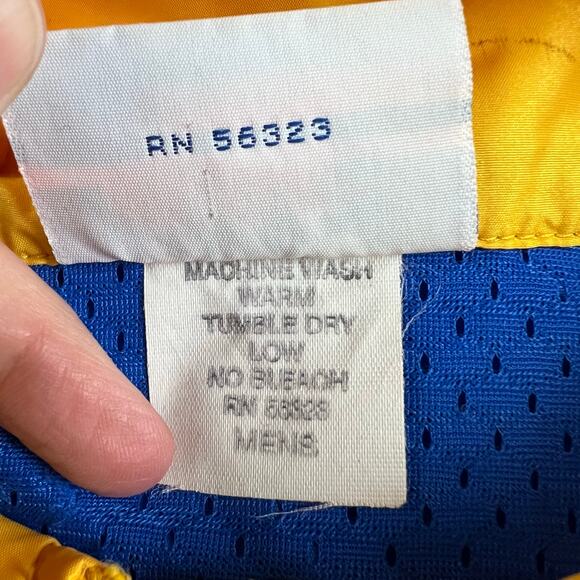 RN 56323
MACHINE WASH
WARM
TUMBLE DRY
LOW
NO BLEACH
RN 56323
MENS